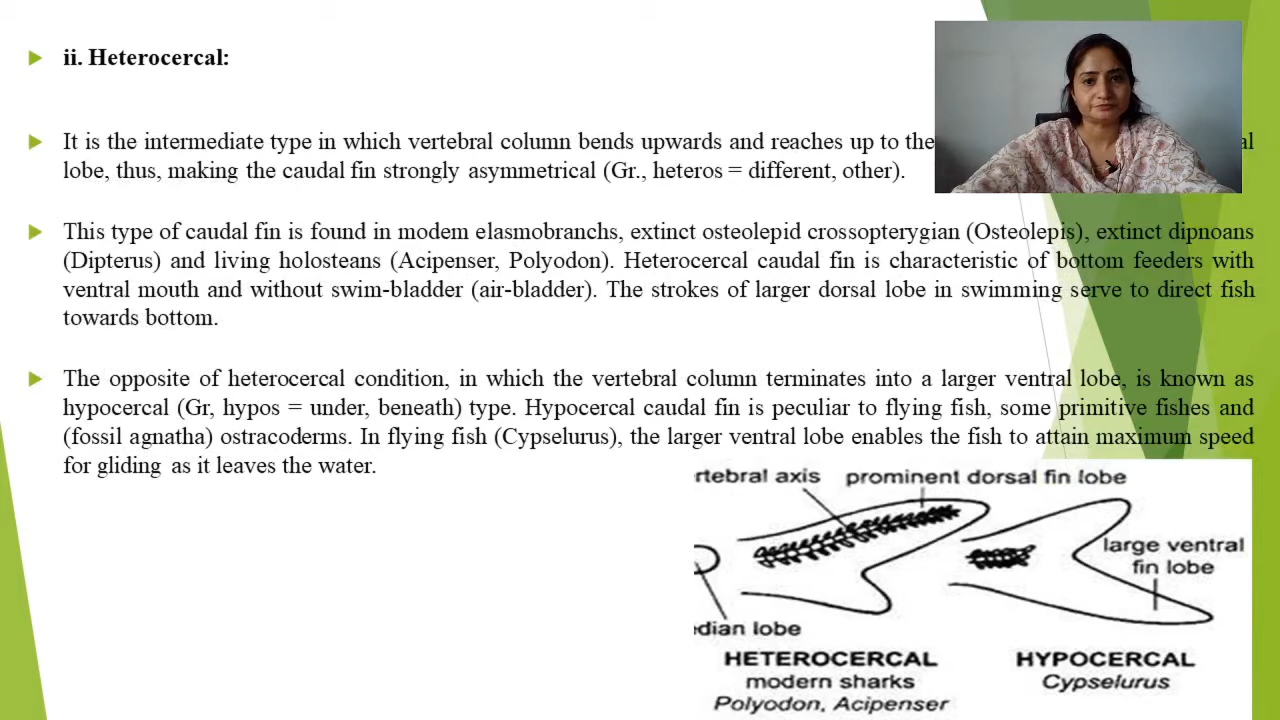 ii. Heterocercal:
It is the intermediate type in which vertebral column bends upwards and reaches up to the
lobe, thus, making the caudal fin strongly asymmetrical (Gr., heteros = different, other).
This type of caudal fin is found in modem elasmobranchs, extinct osteolepid crossopterygian (Osteolepis), extinct dipnoans
(Dipterus) and living holosteans (Acipenser, Polyodon). Heterocercal caudal fin is characteristic of bottom feeders with
ventral mouth and without swim-bladder (air-bladder). The strokes of larger dorsal lobe in swimming serve to direct fish
towards bottom.
The opposite of heterocercal condition, in which the vertebral column terminates into a larger ventral lobe, is known as
hypocercal (Gr, hypos = under, beneath) type. Hypocercal caudal fin is peculiar to flying fish, some primitive fishes and
(fossil agnatha) ostracoderms. In flying fish (Cypselurus), the larger ventral lobe enables the fish to attain maximum speed
for gliding as it leaves the water.
rtebral axis prominent dorsal fin lobe
large ventral
fin lobe
dian lobe
HETEROCERCAL
modern sharks
Polyodon, Acipenser
HYPOCERCAL
Cypselurus